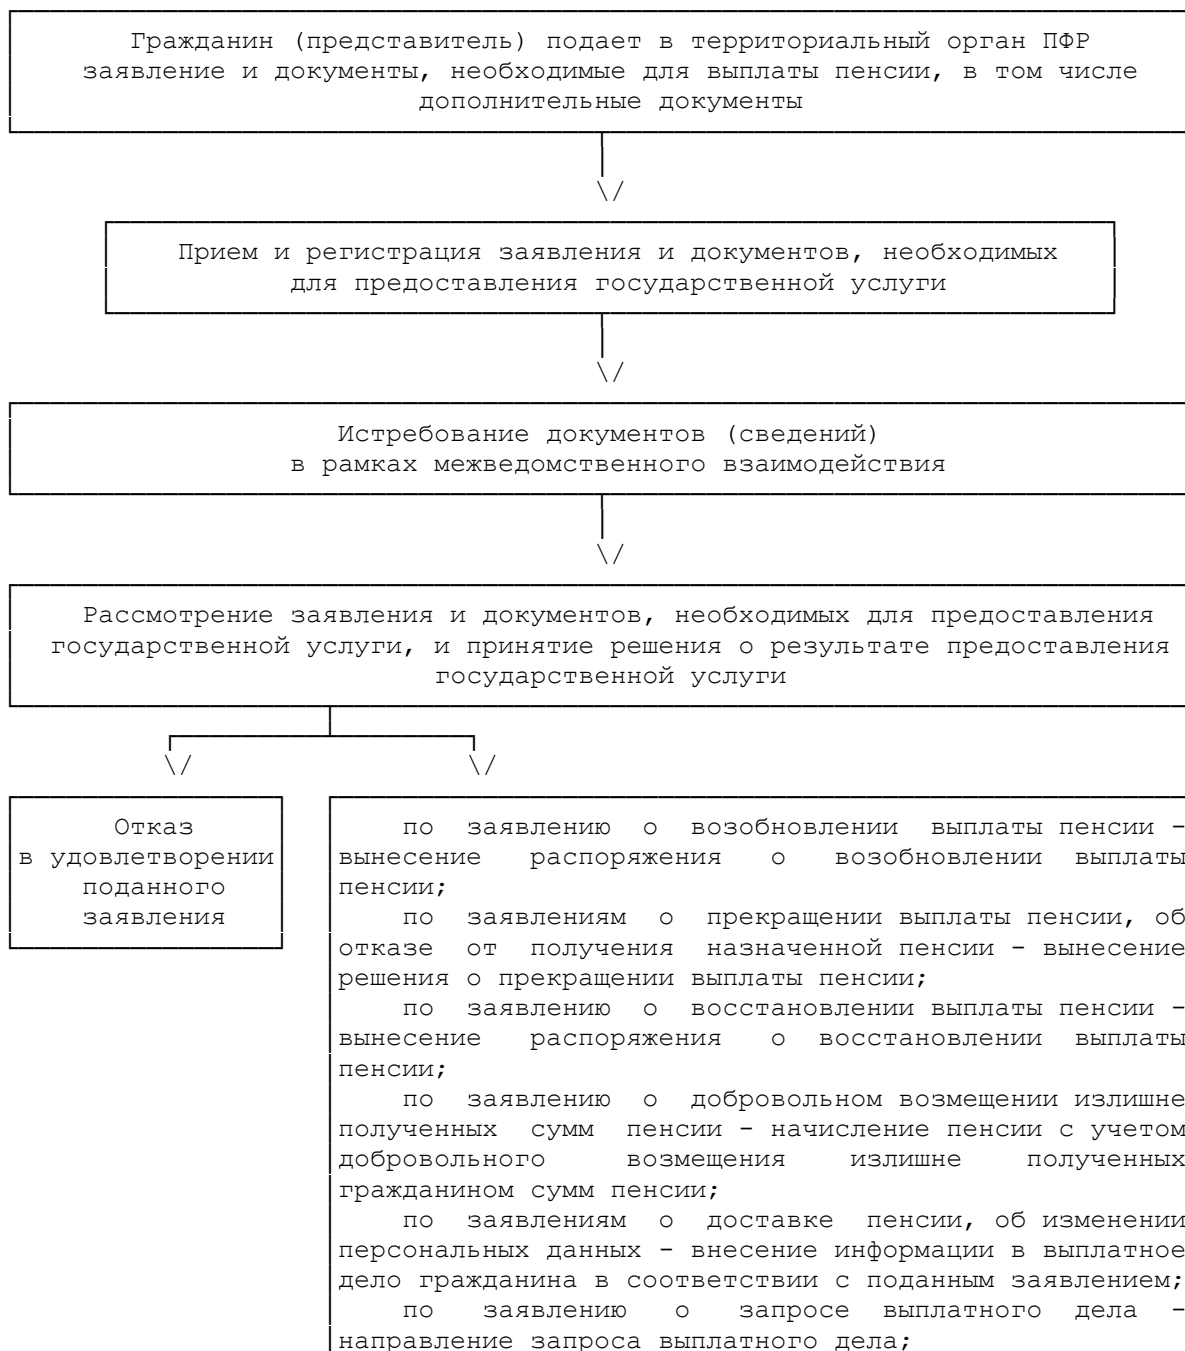 Гражданин (представитель) подает в территориальный орган ПФР
заявление и документы, необходимые для выплаты пенсии, в том числе
дополнительные документы
\/
Прием и регистрация заявления и документов, необходимых
для предоставления государственной услуги
\/
Истребование документов (сведений)
в рамках межведомственного взаимодействия
\/
Рассмотрение заявления и документов, необходимых для предоставления
государственной услуги, и принятие решения о результате предоставления
государственной услуги
\/ \/
Отказ
в удовлетворении
поданного
заявления
по заявлению о возобновлении выплаты пенсии -
вынесение распоряжения о возобновлении выплаты
пенсии;
по заявлениям о прекращении выплаты пенсии, об
отказе от получения назначенной пенсии - вынесение
решения о прекращении выплаты пенсии;
по заявлению о восстановлении выплаты пенсии -
вынесение распоряжения о восстановлении выплаты
пенсии;
по заявлению о добровольном возмещении излишне
полученных сумм пенсии - начисление пенсии с учетом
добровольного возмещения излишне полученных
гражданином сумм пенсии;
по заявлениям о доставке пенсии, об изменении
персональных данных - внесение информации в выплатное
дело гражданина в соответствии с поданным заявлением;
по заявлению о запросе выплатного дела -
направление запроса выплатного дела;